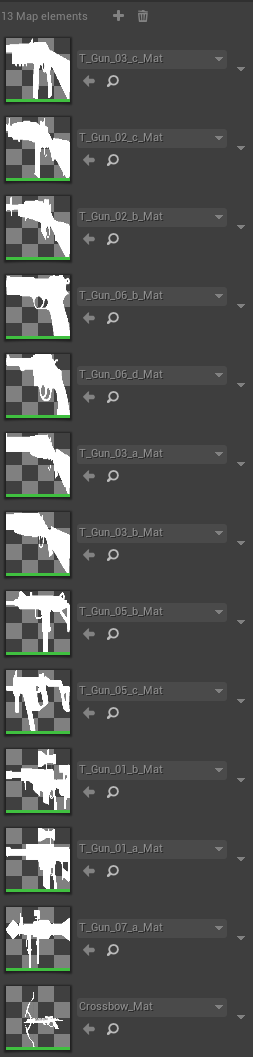 13 Map elements
T_Gun_03_c_Mat
T_Gun_02_c_Mat
T_Gun_02_b_Mat
T_Gun_06_b_Mat
T_Gun_06_d_Mat
T_Gun_03_a_Mat
T_Gun_03_b_Mat
T_Gun_05_b_Mat
T_Gun_05_c_Mat
T_Gun_01_b_Mat
T_Gun_01_a_Mat
T_Gun_07_a_Mat
Crossbow_Mat